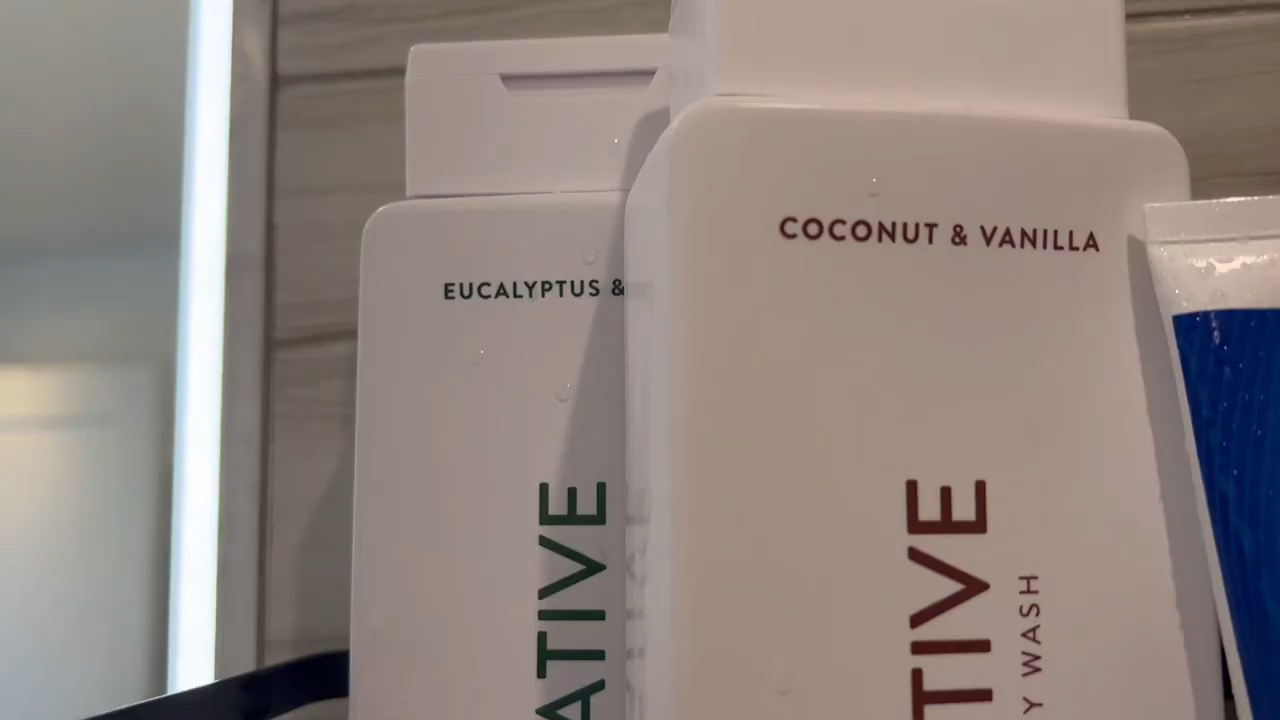 EUCALYPTUS &
ATIVE
COCONUT & VANILLA
TIVE
Y WASH